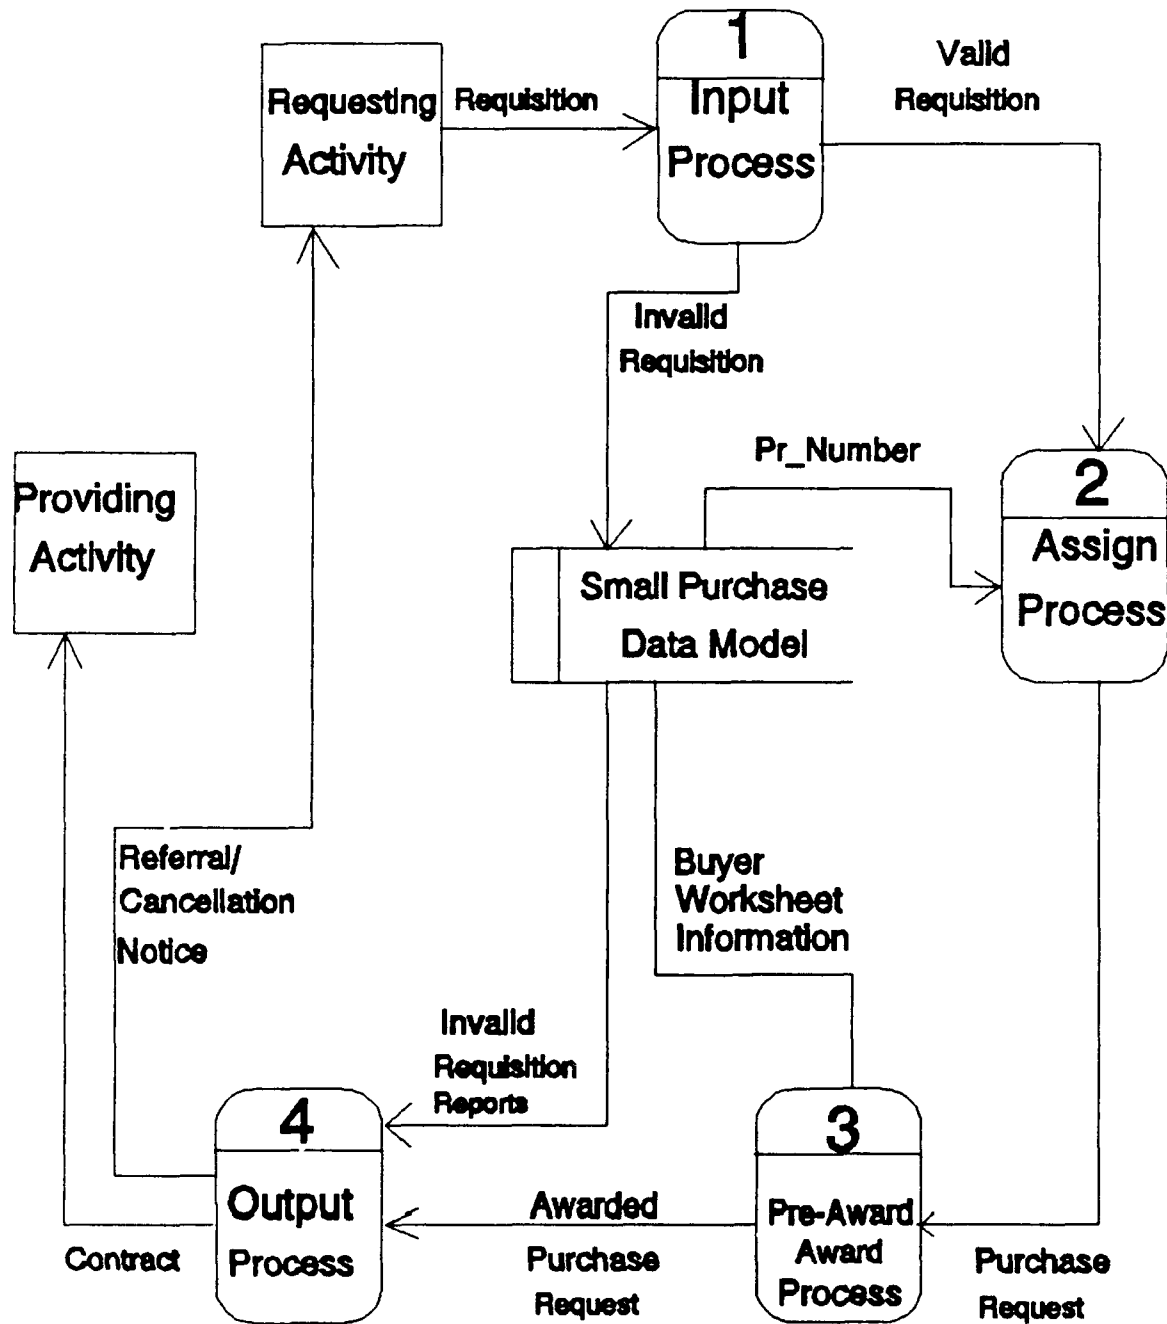 1
Input
Process
Requesting
Activity
Requisition
Valid
Requisition
Invalid
Requisition
Pr_Number
2
Assign
Process
Providing
Activity
Small Purchase
Data Model
Referral/
Cancellation
Notice
Buyer
Worksheet
Information
Invalid
Requisition
Reports
4
Output
Process
3
Pre-Award
Award
Process
Awarded
Purchase
Request
Contract
Purchase
Request